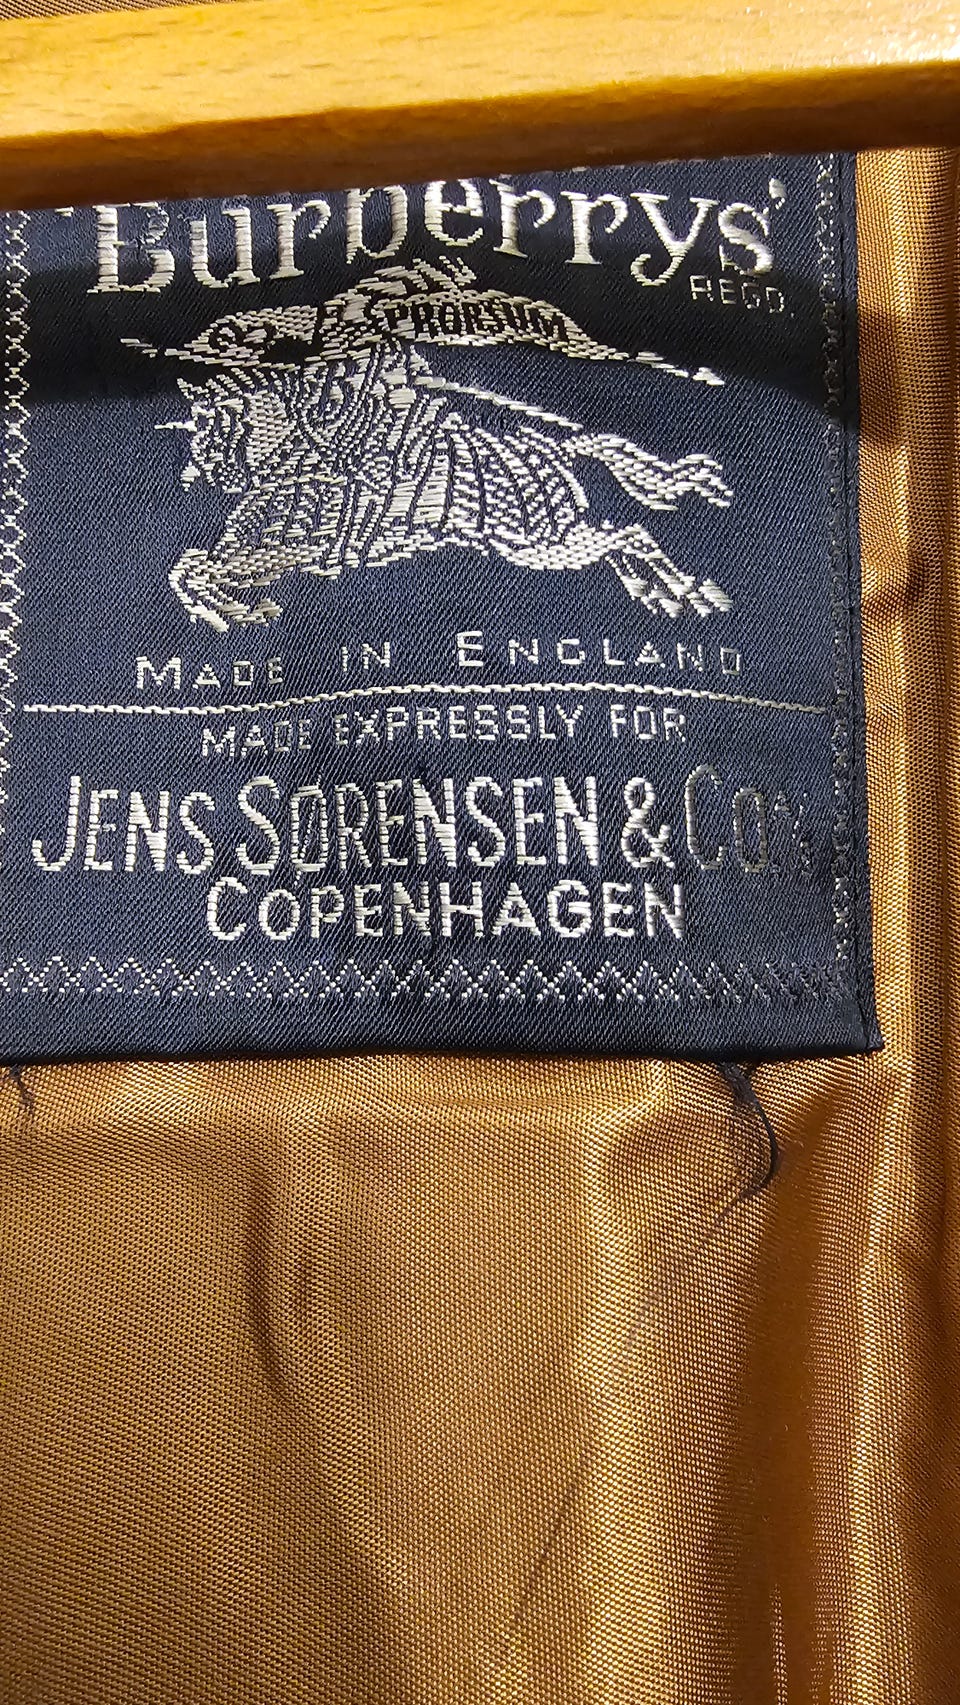 'Burberrys'
REGD.
PRORSUM
MADE IN ENGLAND
MADE EXPRESSLY FOR
JENS SØRENSEN & Co
COPENHAGEN